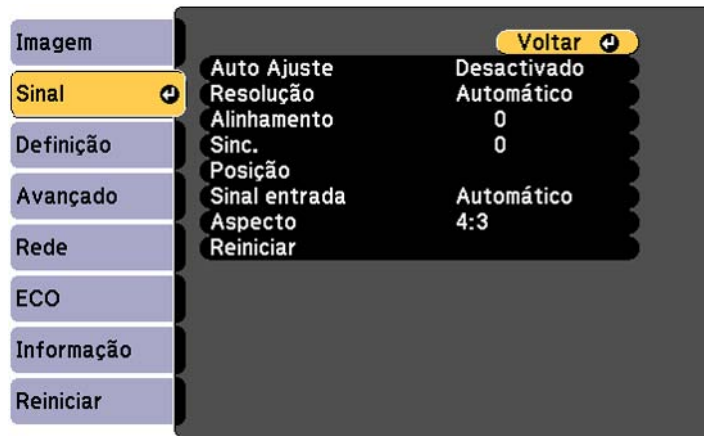 Imagem
Sinal
Definição
Avançado
Rede
ECO
Informação
Reiniciar
Voltar
Auto Ajuste Desactivado
Resolução Automático
Alinhamento 0
Sinc. 0
Posição
Sinal entrada Automático
Aspecto 4:3
Reiniciar